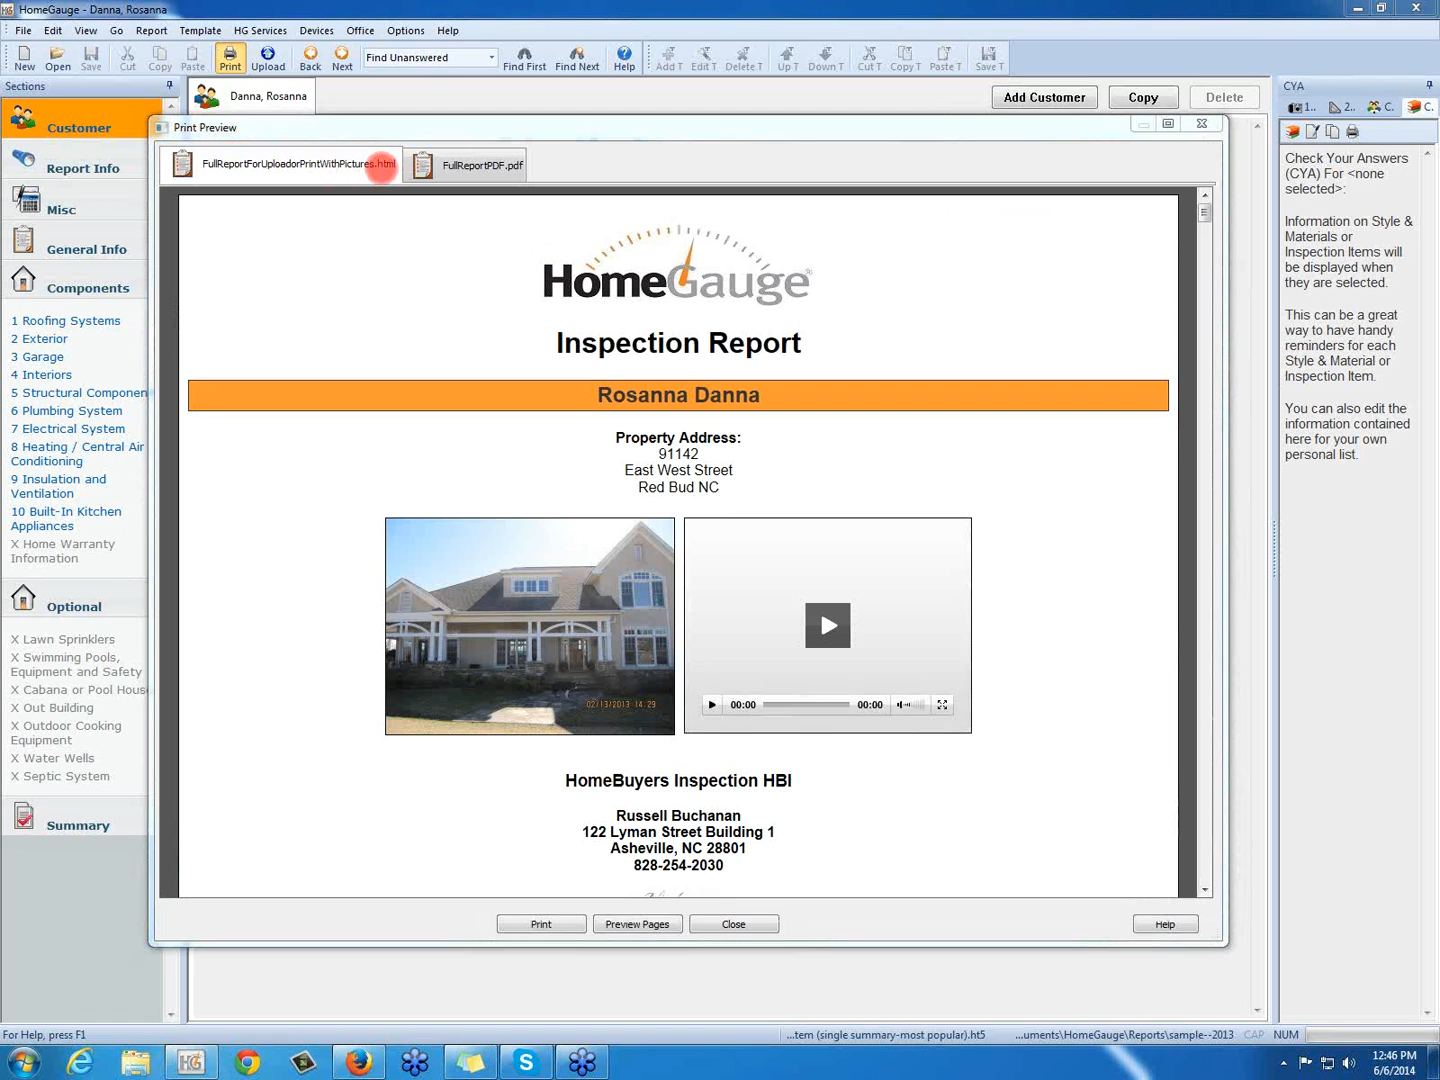 HomeGauge - Danna, Rosanna
File Edit View Go Report Template HG Services Devices Office Options Help
New Open Save Cut Copy Paste Print Upload Back Next Find Unanswered Find First Find Next Help Add T Edit T Delete T Up T Down T Cut T Copy T Paste T Save T
Sections
Customer
Report Info
Misc
General Info
Components
1 Roofing Systems
2 Exterior
3 Garage
4 Interiors
5 Structural Componen
6 Plumbing System
7 Electrical System
8 Heating / Central Air
Conditioning
9 Insulation and
Ventilation
10 Built-In Kitchen
Appliances
X Home Warranty
Information
Optional
X Lawn Sprinklers
X Swimming Pools,
Equipment and Safety
X Cabana or Pool House
X Out Building
X Outdoor Cooking
Equipment
X Water Wells
X Septic System
Summary
Danna, Rosanna
Add Customer Copy Delete
Print Preview
FullReportForUploadorPrintWithPictures.html FullReportPDF.pdf
HomeGauge®
Inspection Report
Rosanna Danna
Property Address:
91142
East West Street
Red Bud NC
02/13/2013 14:29
00:00 00:00
HomeBuyers Inspection HBI
Russell Buchanan
122 Lyman Street Building 1
Asheville, NC 28801
828-254-2030
Print Preview Pages Close Help
CYA
1.. 2.. C. C.
Check Your Answers
(CYA) For <none
selected>:
Information on Style &
Materials or
Inspection Items will
be displayed when
they are selected.
This can be a great
way to have handy
reminders for each
Style & Material or
Inspection Item.
You can also edit the
information contained
here for your own
personal list.
For Help, press F1
...tem (single summary-most popular).ht5 ...uments\HomeGauge\Reports\sample--2013 CAP NUM
12:46 PM
6/6/2014